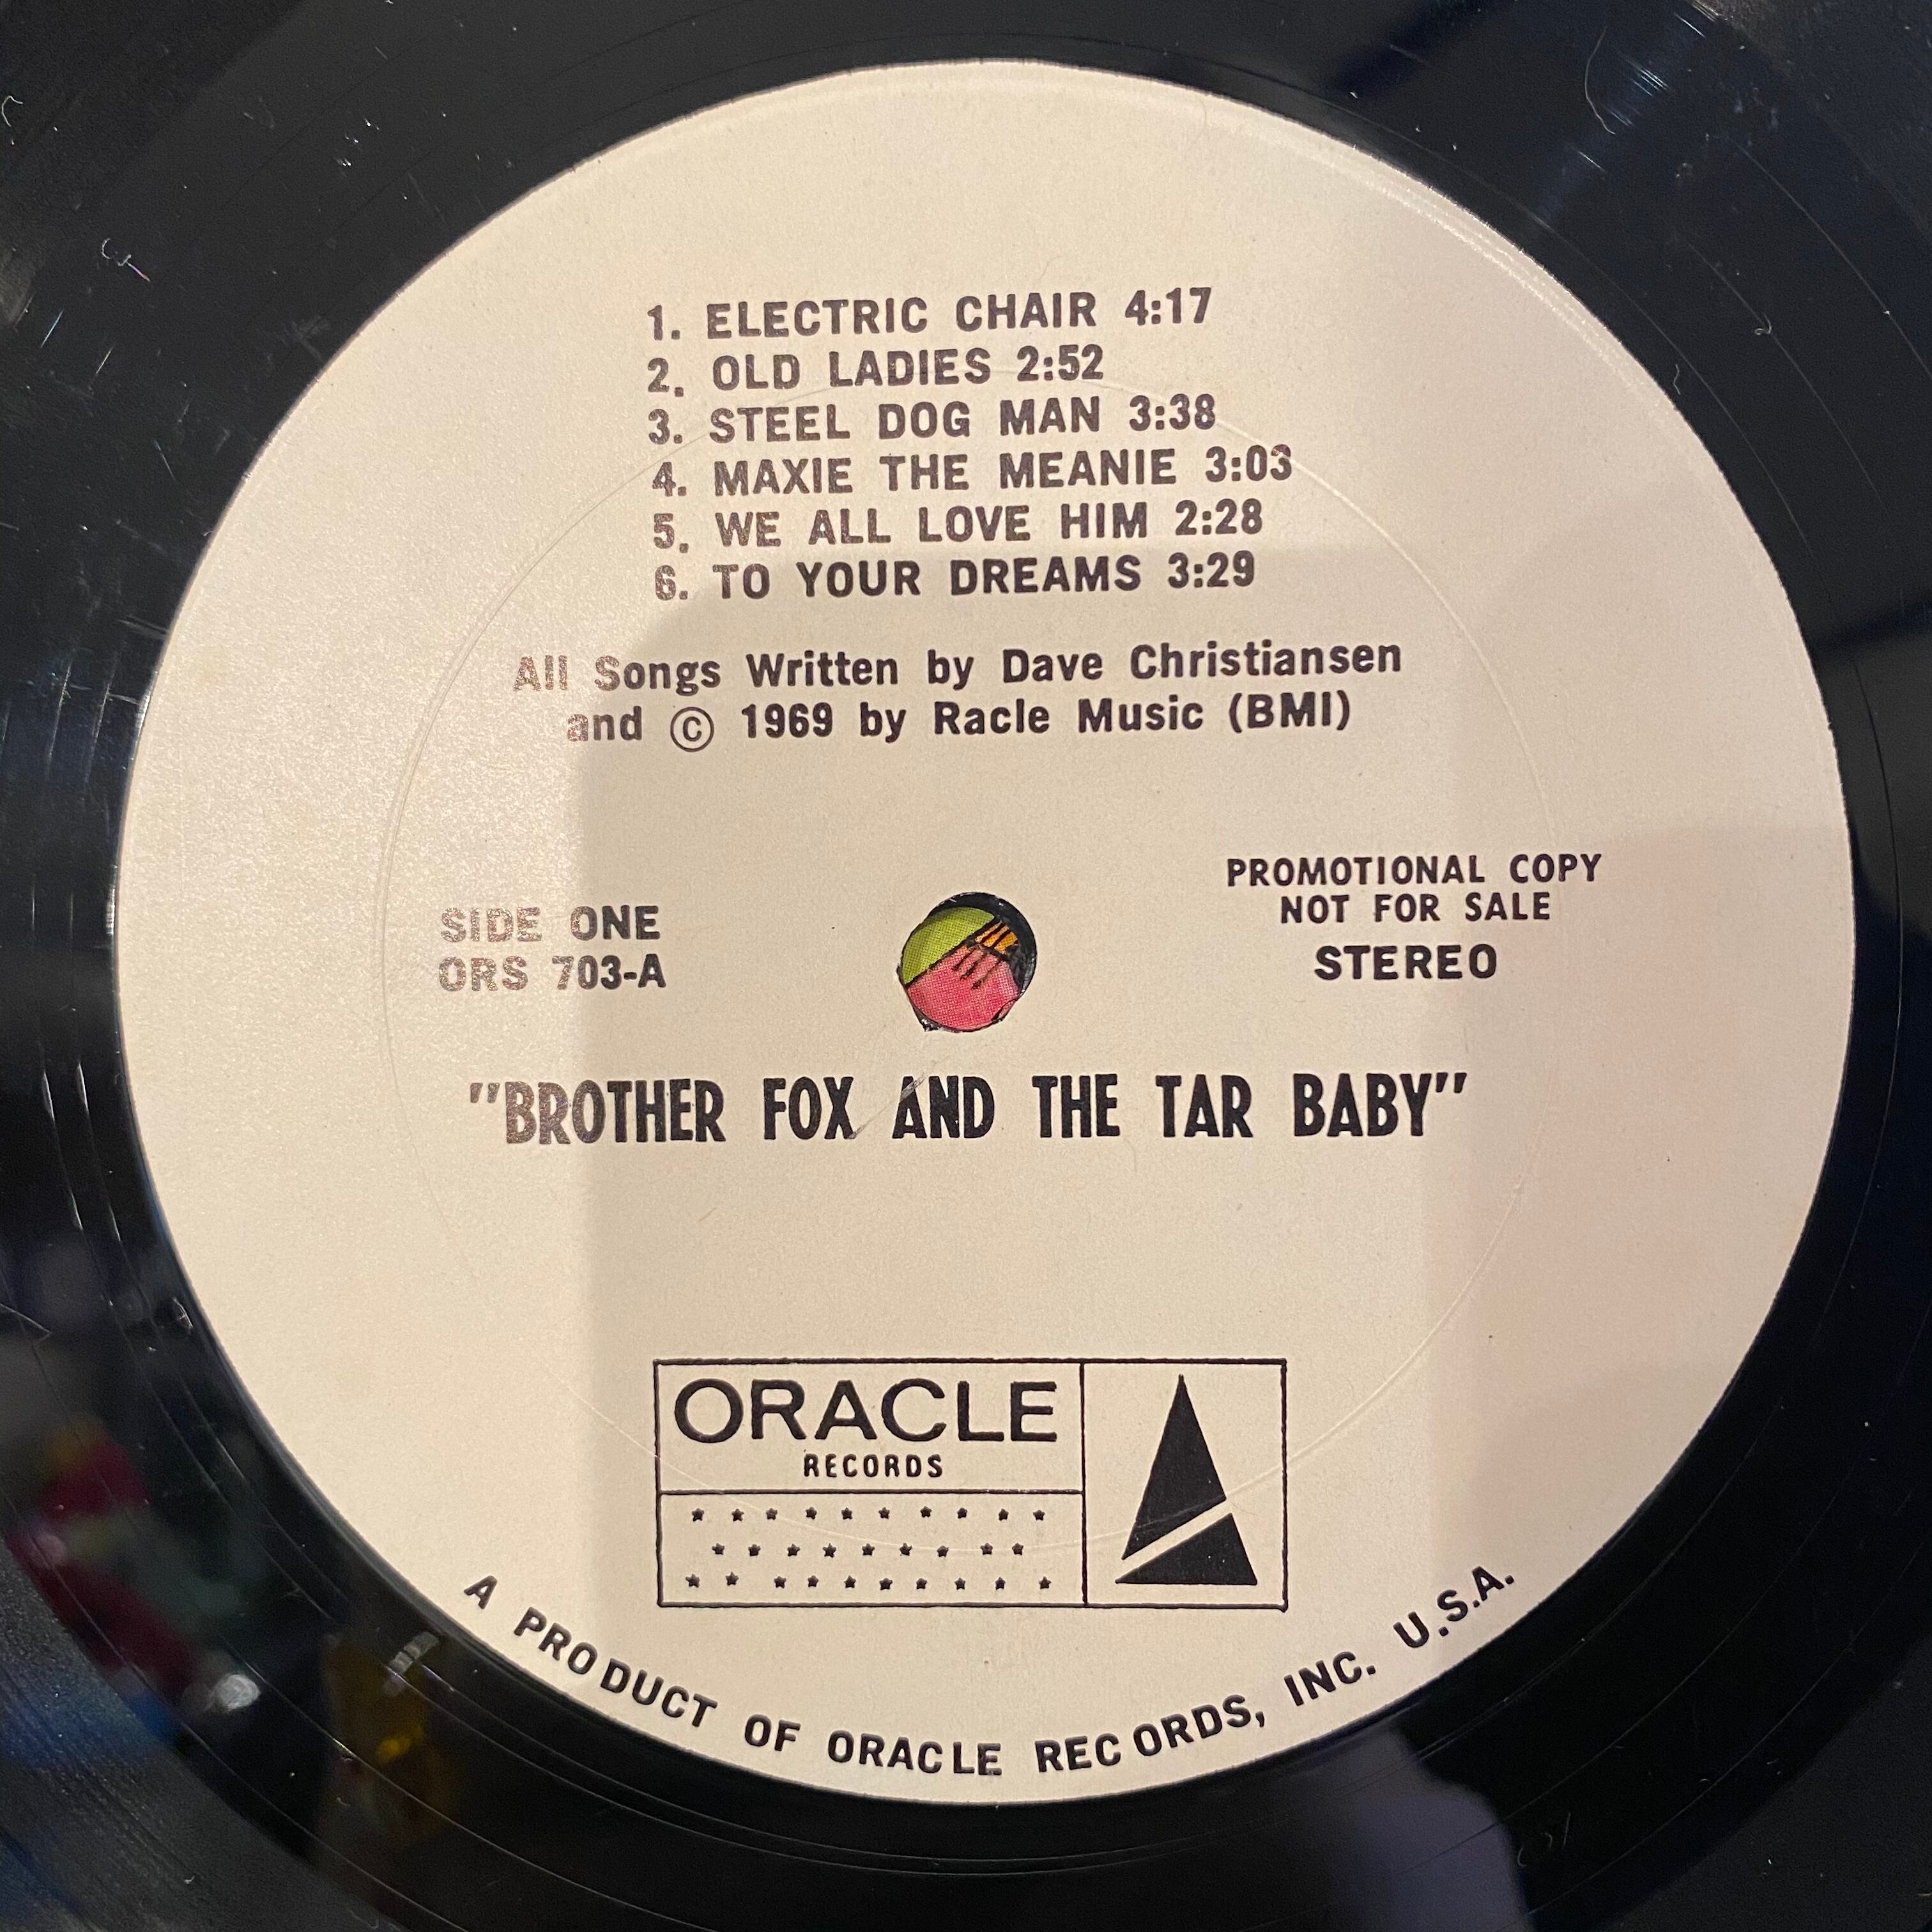 1. ELECTRIC CHAIR 4:17
2. OLD LADIES 2:52
3. STEEL DOG MAN 3:38
4. MAXIE THE MEANIE 3:03
5. WE ALL LOVE HIM 2:28
6. TO YOUR DREAMS 3:29
All Songs Written by Dave Christiansen
and © 1969 by Racle Music (BMI)
SIDE ONE
ORS 703-A
PROMOTIONAL COPY
NOT FOR SALE
STEREO
"BROTHER FOX AND THE TAR BABY"
ORACLE
RECORDS
A PRODUCT OF ORACLE RECORDS, INC. U.S.A.